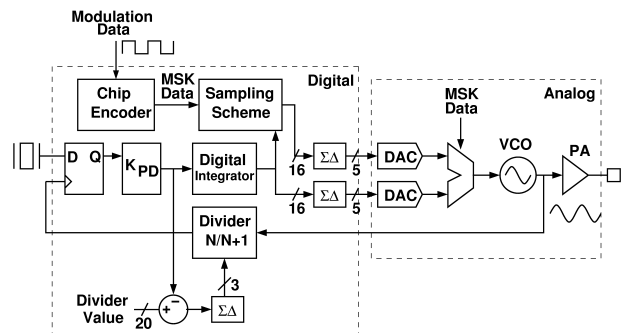 Modulation
Data
Chip
Encoder
MSK
Data
Sampling
Scheme
Digital
MSK
Data
Analog
D Q
KPD
Digital
Integrator
16
ΣΔ
5
DAC
16
ΣΔ
5
DAC
VCO
PA
Divider
N/N+1
3
Divider
Value
20
+
−
ΣΔ